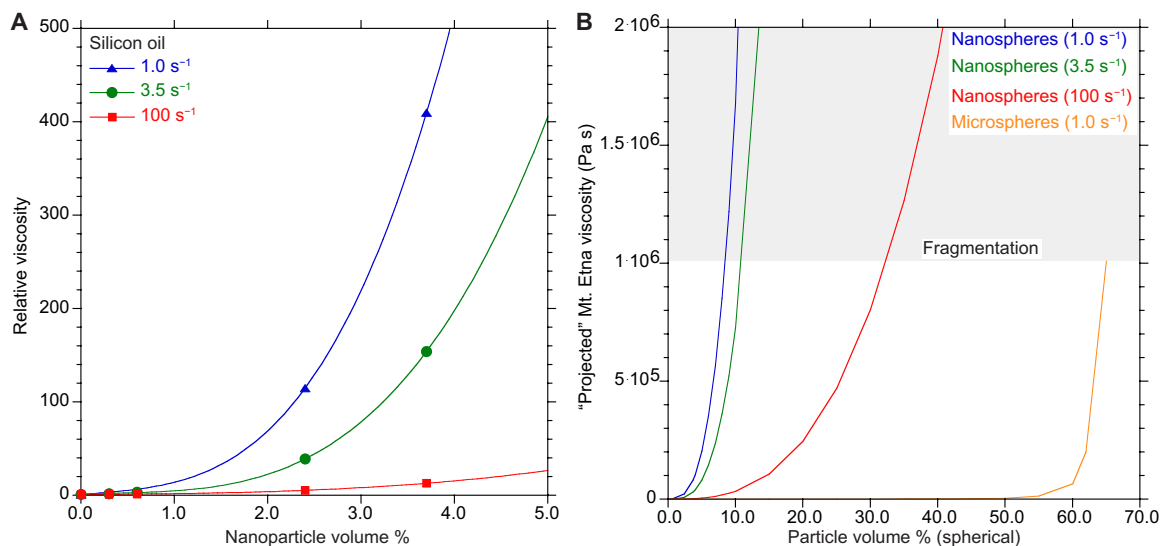 A
Silicon oil
1.0 s⁻¹
3.5 s⁻¹
100 s⁻¹
Relative viscosity
500
400
300
200
100
0
0.0 1.0 2.0 3.0 4.0 5.0
Nanoparticle volume %
B
Nanospheres (1.0 s⁻¹)
Nanospheres (3.5 s⁻¹)
Nanospheres (100 s⁻¹)
Microspheres (1.0 s⁻¹)
Fragmentation
“Projected” Mt. Etna viscosity (Pa s)
2·10⁶
1.5·10⁶
1·10⁶
5·10⁵
0
0.0 10.0 20.0 30.0 40.0 50.0 60.0 70.0
Particle volume % (spherical)